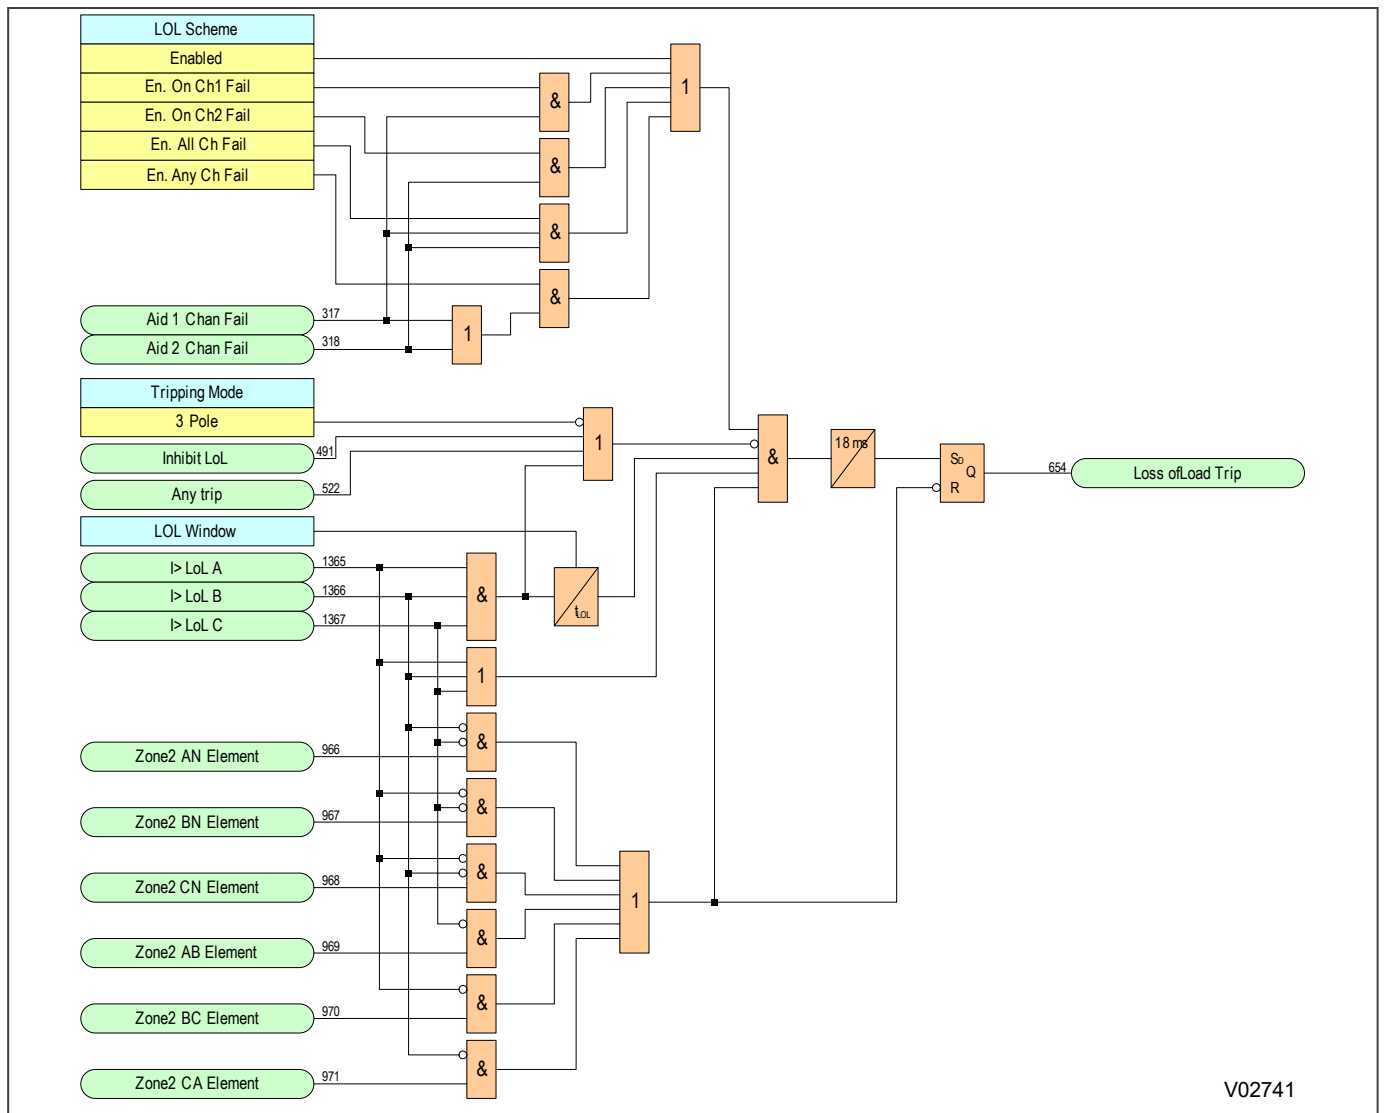 LOL Scheme
Enabled
En. On Ch1 Fail
En. On Ch2 Fail
En. All Ch Fail
En. Any Ch Fail
&
&
&
&
1
Aid 1 Chan Fail
317
Aid 2 Chan Fail
318
1
Tripping Mode
3 Pole
Inhibit LoL
491
Any trip
522
1
LOL Window
I> LoL A
1365
I> LoL B
1366
I> LoL C
1367
&
tLOL
1
&
18 ms
SD
Q
R
654
Loss ofLoad Trip
Zone2 AN Element
966
&
Zone2 BN Element
967
&
Zone2 CN Element
968
&
Zone2 AB Element
969
&
Zone2 BC Element
970
&
Zone2 CA Element
971
&
1
V02741